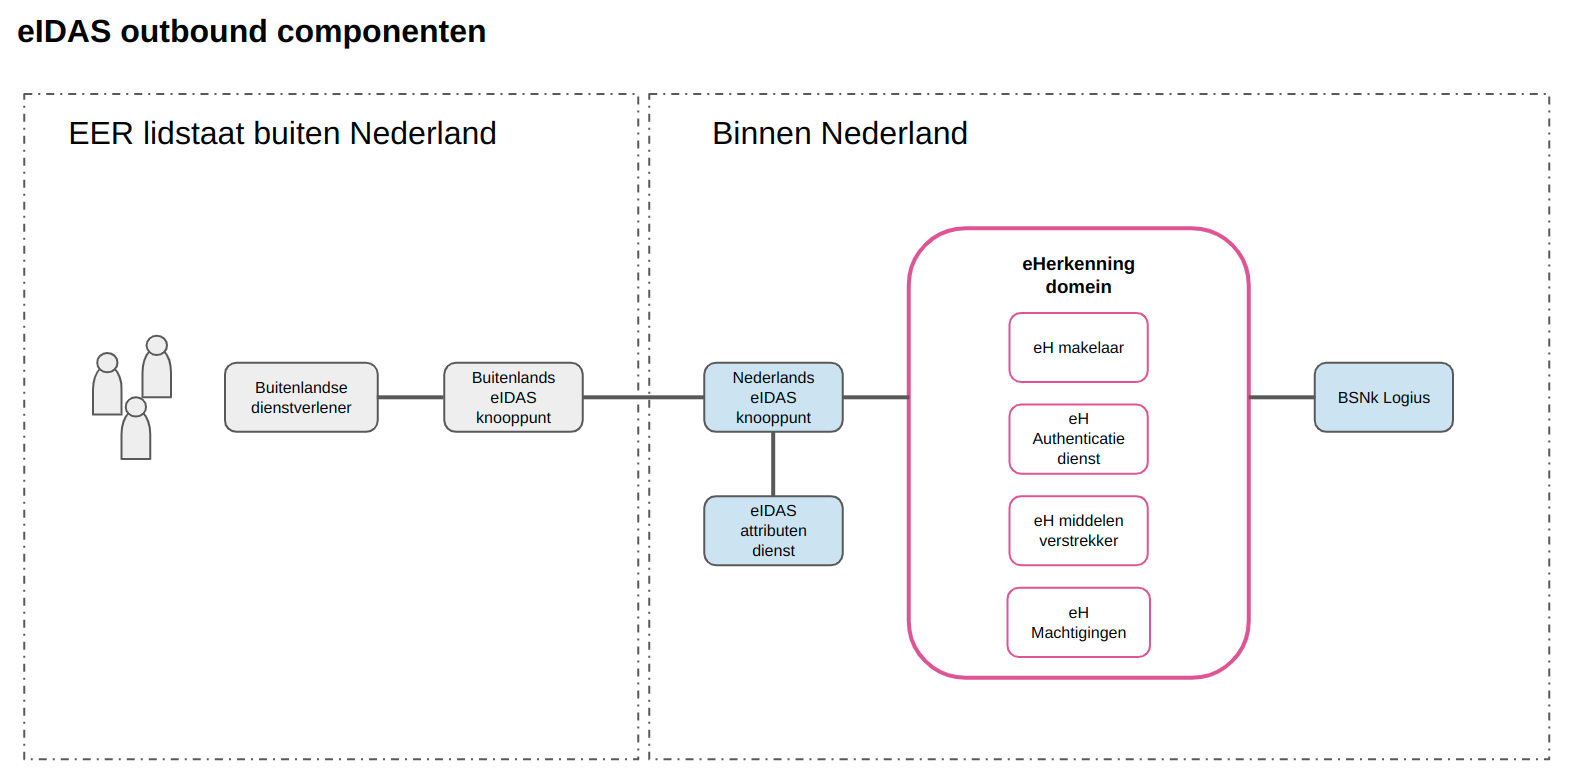 eIDAS outbound componenten
EER lidstaat buiten Nederland
Binnen Nederland
Buitenlandse
dienstverlener
Buitenlands
eIDAS
knooppunt
Nederlands
eIDAS
knooppunt
eIDAS
attributen
dienst
eHerkenning
domein
eH makelaar
eH
Authenticatie
dienst
eH middelen
verstrekker
eH
Machtigingen
BSNk Logius